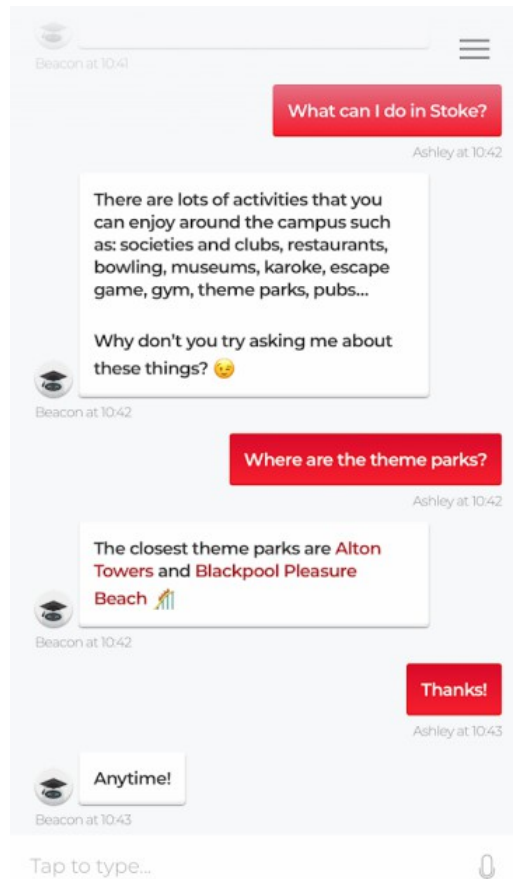 Beacon at 10:41
What can I do in Stoke?
Ashley at 10:42
There are lots of activities that you
can enjoy around the campus such
as: societies and clubs, restaurants,
bowling, museums, karoke, escape
game, gym, theme parks, pubs...
Why don't you try asking me about
these things? 😉
Beacon at 10:42
Where are the theme parks?
Ashley at 10:42
The closest theme parks are Alton
Towers and Blackpool Pleasure
Beach 🎢
Beacon at 10:42
Thanks!
Ashley at 10:43
Anytime!
Beacon at 10:43
Tap to type...